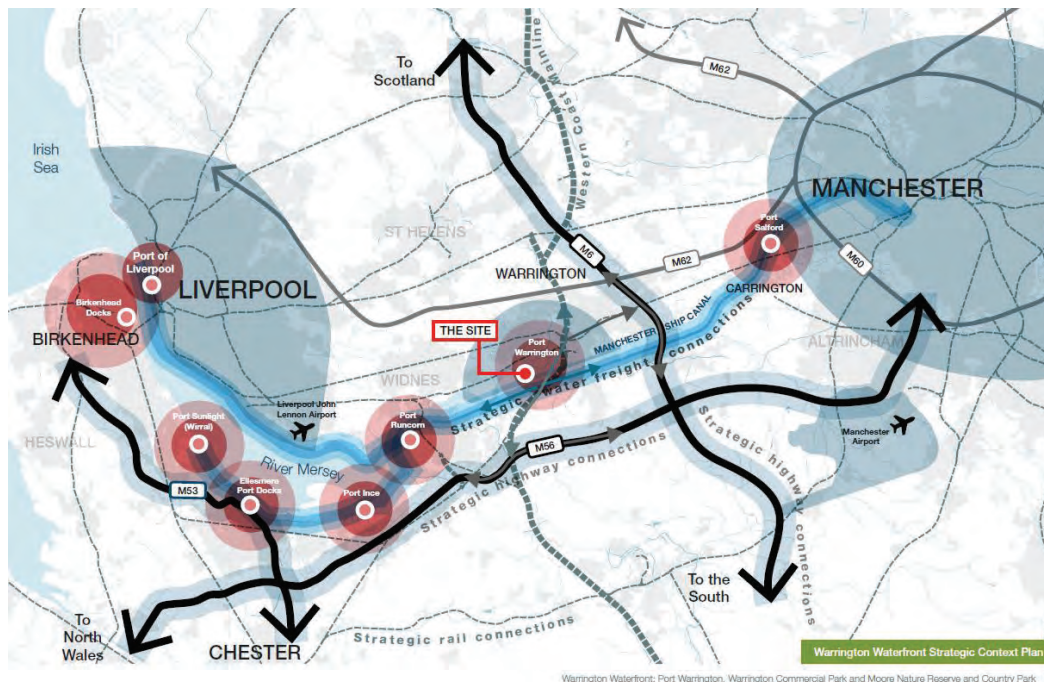 To
Scotland
Western Coast Mainline
M62
Irish
Sea
MANCHESTER
ST HELENS
Port
Salford
M6
M60
WARRINGTON
M62
Port of
Liverpool
LIVERPOOL
CARRINGTON
Birkenhead
Docks
BIRKENHEAD
THE SITE
MANCHESTER SHIP CANAL
Port
Warrington
ALTRINCHAM
WIDNES
Strategic water freight connections
Liverpool John
Lennon Airport
Port Sunlight
(Wirral)
Port
Runcorn
HESWALL
Manchester
Airport
River Mersey
M56
Strategic highway connections
Strategic highway connections
Ellesmere
Port Docks
M53
Port Ince
To the
South
To
North
Wales
CHESTER
Strategic rail connections
Warrington Waterfront Strategic Context Plan
Warrington Waterfront: Port Warrington, Warrington Commercial Park and Moore Nature Reserve and Country Park